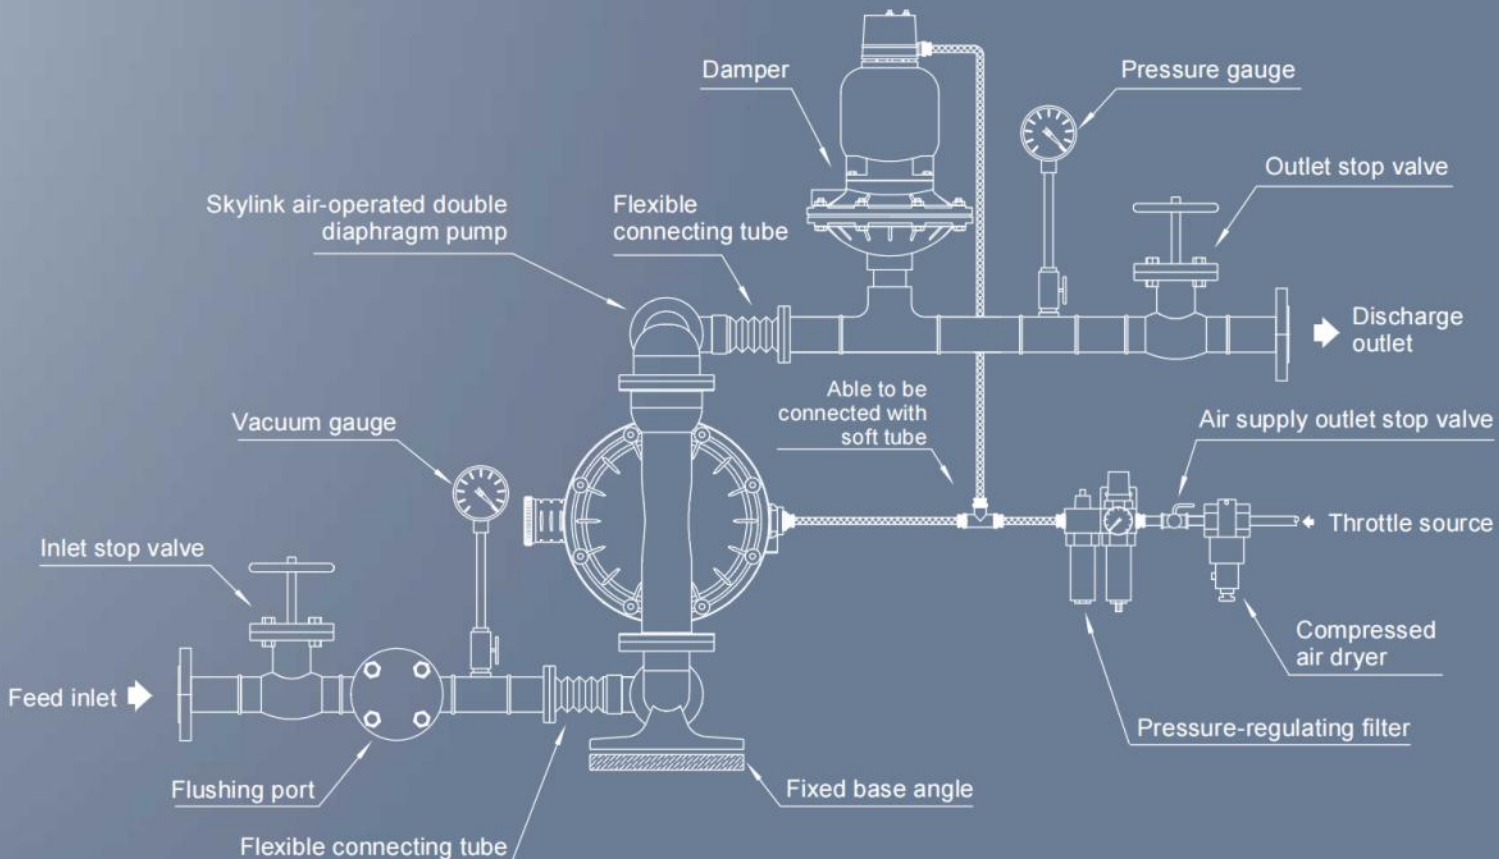 Damper
Pressure gauge
Outlet stop valve
Skylink air-operated double
diaphragm pump
Flexible
connecting tube
Discharge
outlet
Able to be
connected with
soft tube
Vacuum gauge
Air supply outlet stop valve
Throttle source
Inlet stop valve
Compressed
air dryer
Feed inlet
Pressure-regulating filter
Flushing port
Fixed base angle
Flexible connecting tube